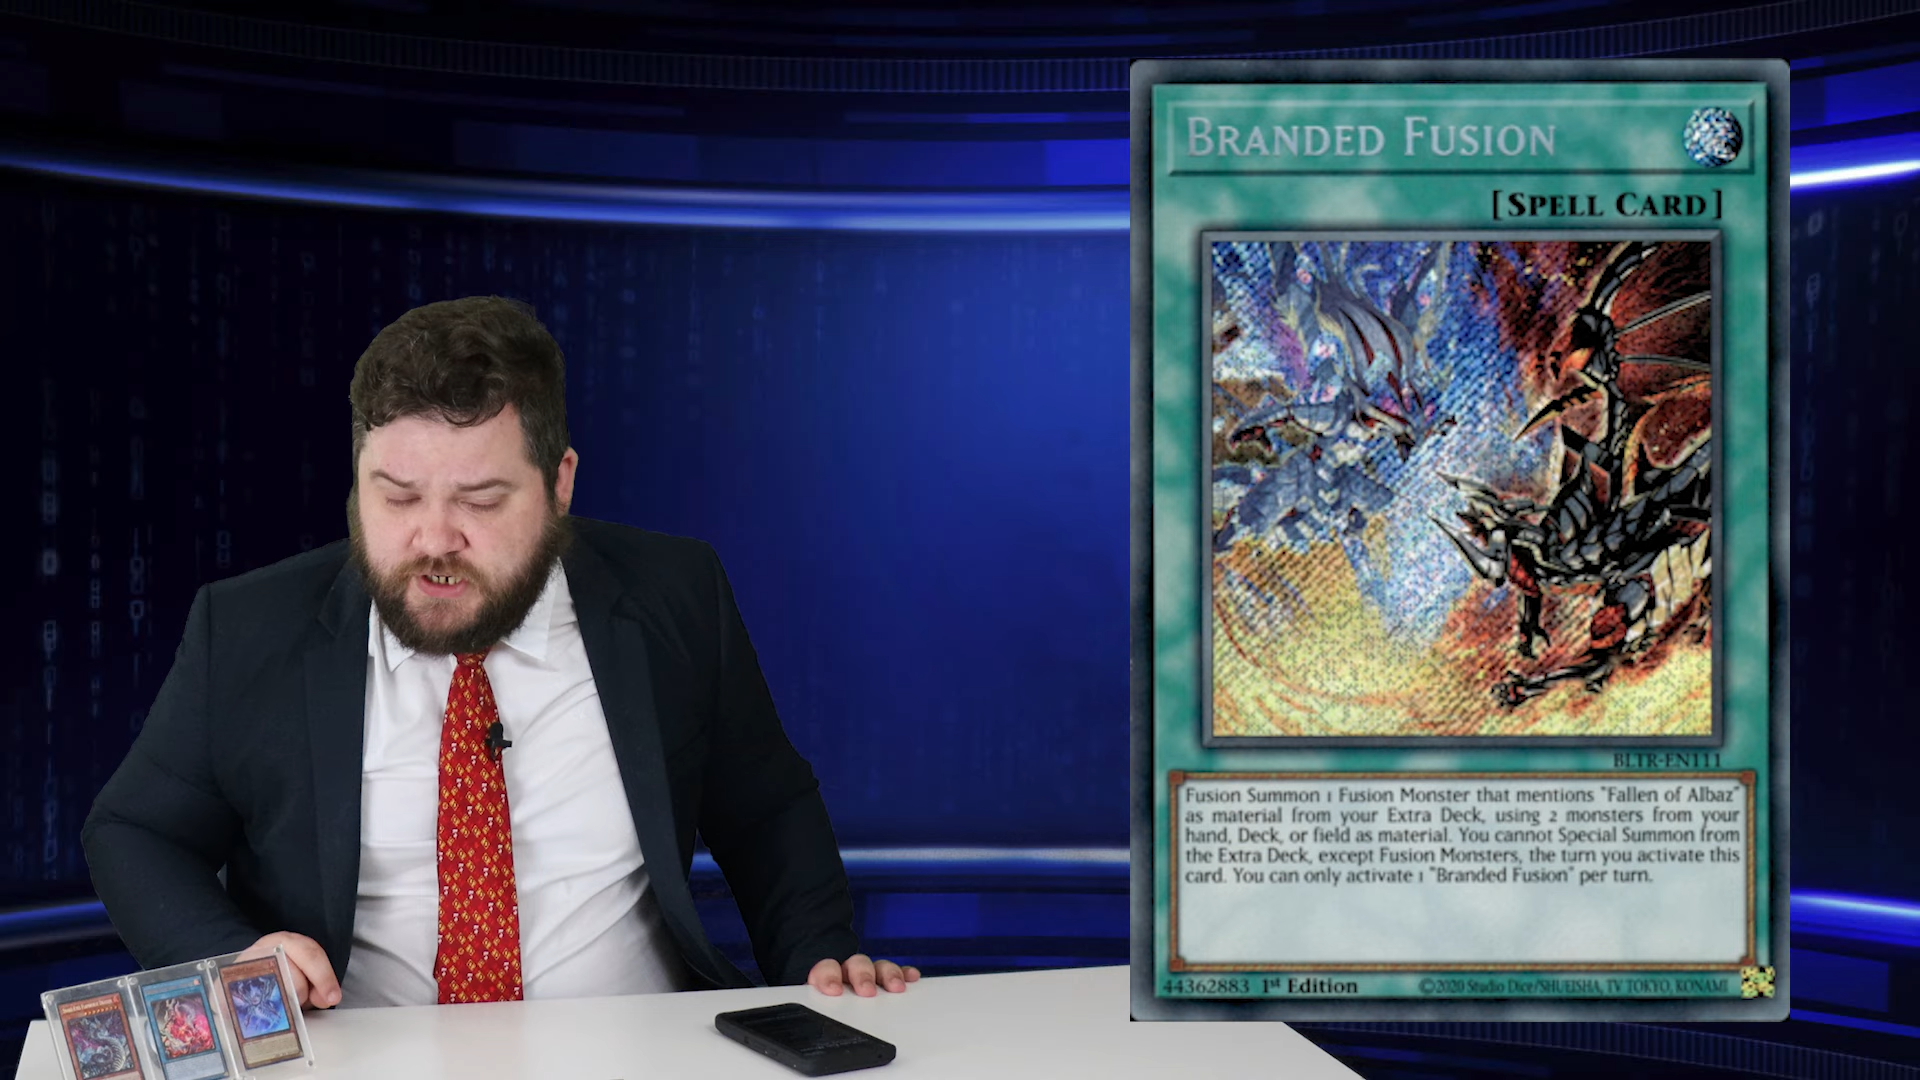 BRANDED FUSION
[SPELL CARD]
BLTR-EN111
Fusion Summon 1 Fusion Monster that mentions "Fallen of Albaz"
as material from your Extra Deck, using 2 monsters from your
hand, Deck, or field as material. You cannot Special Summon from
the Extra Deck, except Fusion Monsters, the turn you activate this
card. You can only activate 1 "Branded Fusion" per turn.
44362883 1st Edition
©2020 Studio Dice/SHUEISHA, TV TOKYO, KONAMI